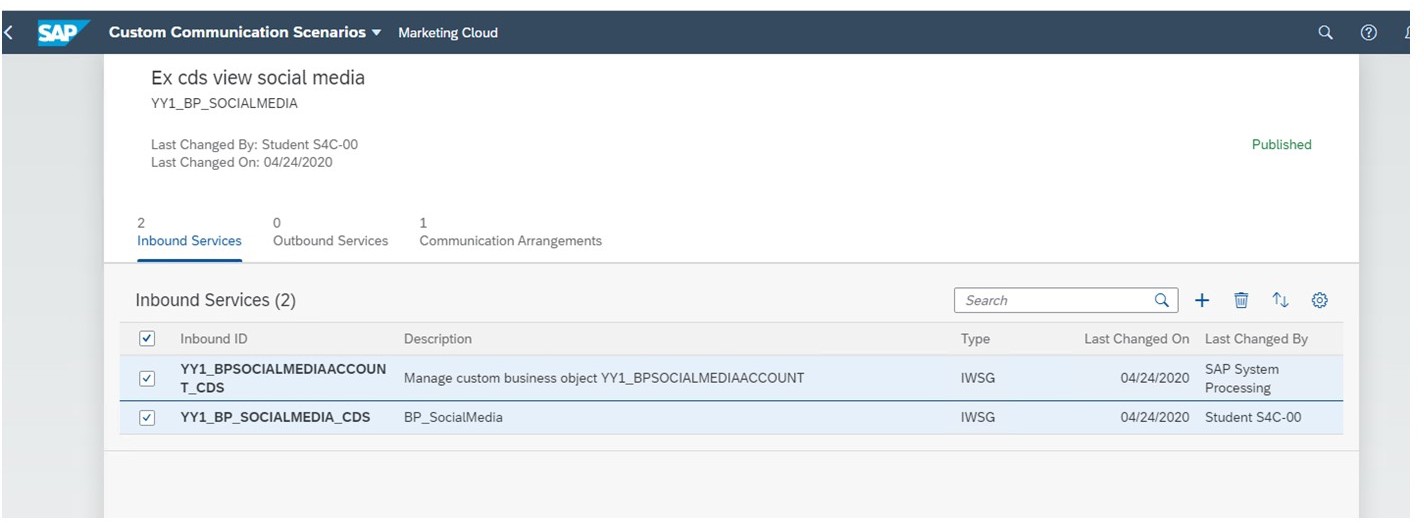 SAP Custom Communication Scenarios Marketing Cloud
Ex cds view social media
YY1_BP_SOCIALMEDIA
Last Changed By: Student S4C-00
Last Changed On: 04/24/2020
Published
2 0 1
Inbound Services Outbound Services Communication Arrangements
Inbound Services (2) Search
Inbound ID Description Type Last Changed On Last Changed By
YY1_BPSOCIALMEDIAACCOUN
T_CDS
Manage custom business object YY1_BPSOCIALMEDIAACCOUNT IWSG 04/24/2020
SAP System
Processing
YY1_BP_SOCIALMEDIA_CDS BP_SocialMedia IWSG 04/24/2020 Student S4C-00